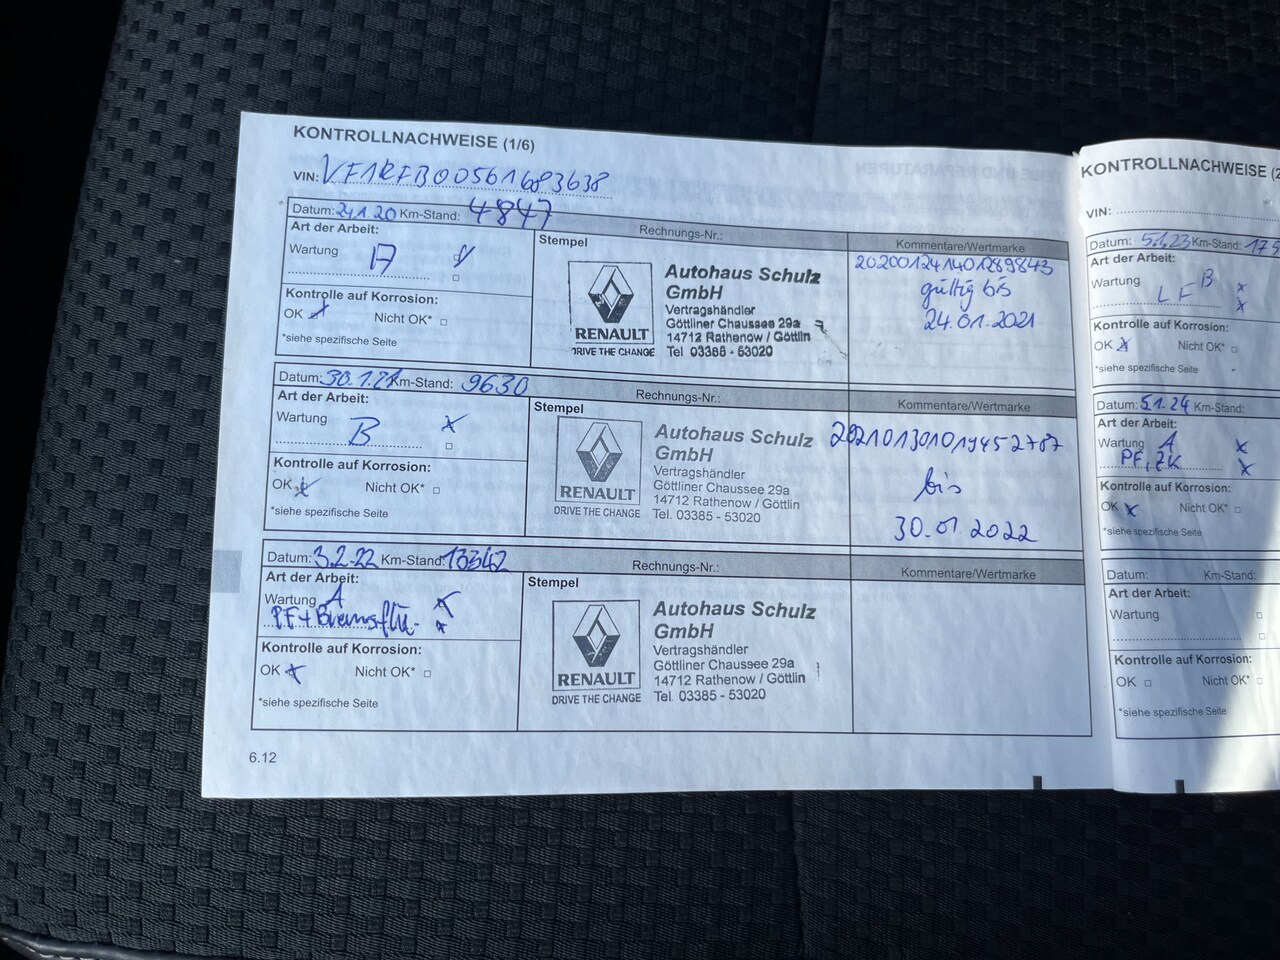 KONTROLLNACHWEISE (1/6)
VIN: VF1RFB00561683638
Datum: 24.1.20 Km-Stand: 4847
Rechnungs-Nr.:
Kommentare/Wertmarke
Art der Arbeit:
Wartung A
Kontrolle auf Korrosion:
OK Nicht OK*
*siehe spezifische Seite
Stempel
RENAULT
DRIVE THE CHANGE
Autohaus Schulz
GmbH
Vertragshändler
Göttliner Chaussee 29a
14712 Rathenow / Göttlin
Tel 03385 - 53020
gültig bis
24.01.2021
Datum: 30.1.21 Km-Stand: 9630
Rechnungs-Nr.:
Kommentare/Wertmarke
Art der Arbeit:
Wartung B
Kontrolle auf Korrosion:
OK Nicht OK*
*siehe spezifische Seite
Stempel
RENAULT
DRIVE THE CHANGE
Autohaus Schulz
GmbH
Vertragshändler
Göttliner Chaussee 29a
14712 Rathenow / Göttlin
Tel. 03385 - 53020
bis
30.01.2022
Datum: 3.2.22 Km-Stand: 13342
Rechnungs-Nr.:
Kommentare/Wertmarke
Art der Arbeit:
Wartung A
PF + Bremsflü.
Kontrolle auf Korrosion:
OK Nicht OK*
*siehe spezifische Seite
Stempel
RENAULT
DRIVE THE CHANGE
Autohaus Schulz
GmbH
Vertragshändler
Göttliner Chaussee 29a
14712 Rathenow / Göttlin
Tel. 03385 - 53020
6.12
KONTROLLNACHWEISE (2
VIN:
Datum: 5.1.23 Km-Stand:
Art der Arbeit:
Wartung B
LF
Kontrolle auf Korrosion:
OK Nicht OK*
*siehe spezifische Seite
Datum: 5.1.24 Km-Stand:
Art der Arbeit:
Wartung A
PF, ZK
Kontrolle auf Korrosion:
OK Nicht OK*
*siehe spezifische Seite
Datum: Km-Stand:
Art der Arbeit:
Wartung
Kontrolle auf Korrosion:
OK Nicht OK*
*siehe spezifische Seite